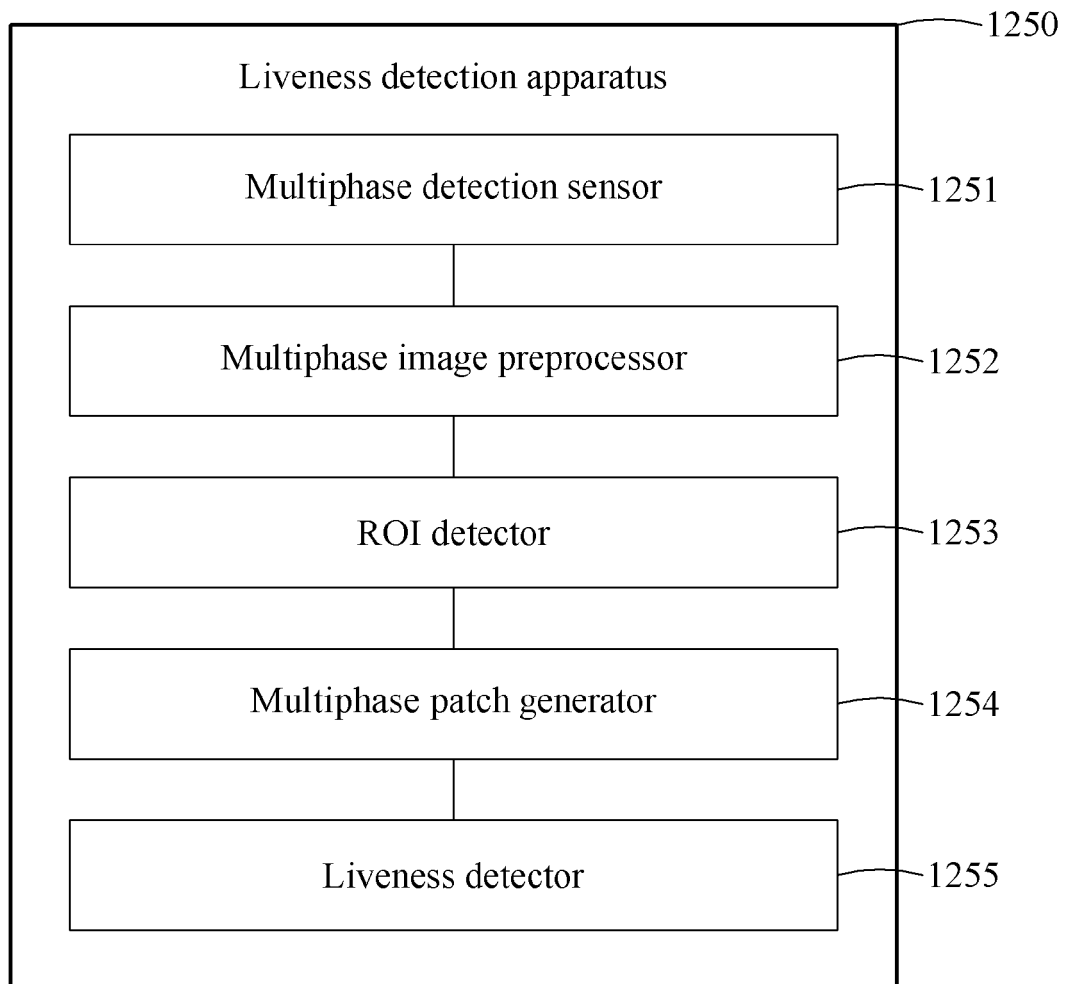 1250
Liveness detection apparatus
Multiphase detection sensor
1251
Multiphase image preprocessor
1252
ROI detector
1253
Multiphase patch generator
1254
Liveness detector
1255